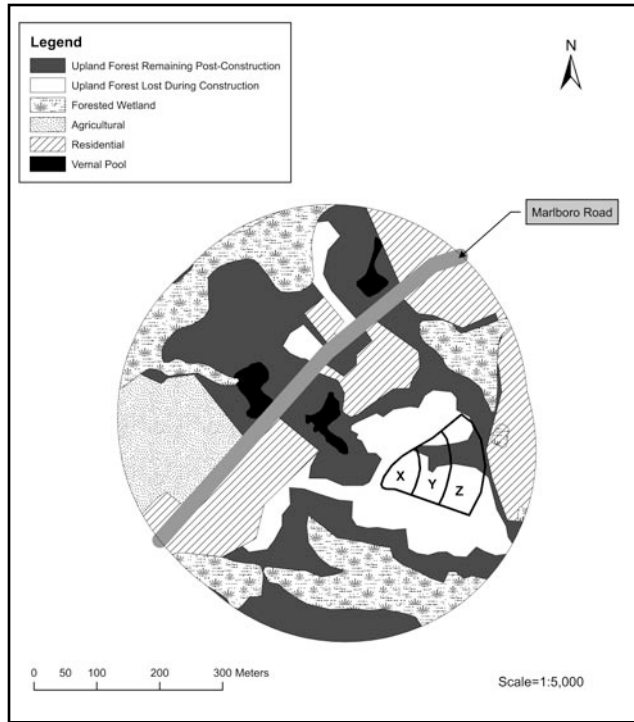 Legend
Upland Forest Remaining Post-Construction
Upland Forest Lost During Construction
Forested Wetland
Agricultural
Residential
Vernal Pool
N
Marlboro Road
X Y Z
0 50 100 200 300 Meters
Scale=1:5,000